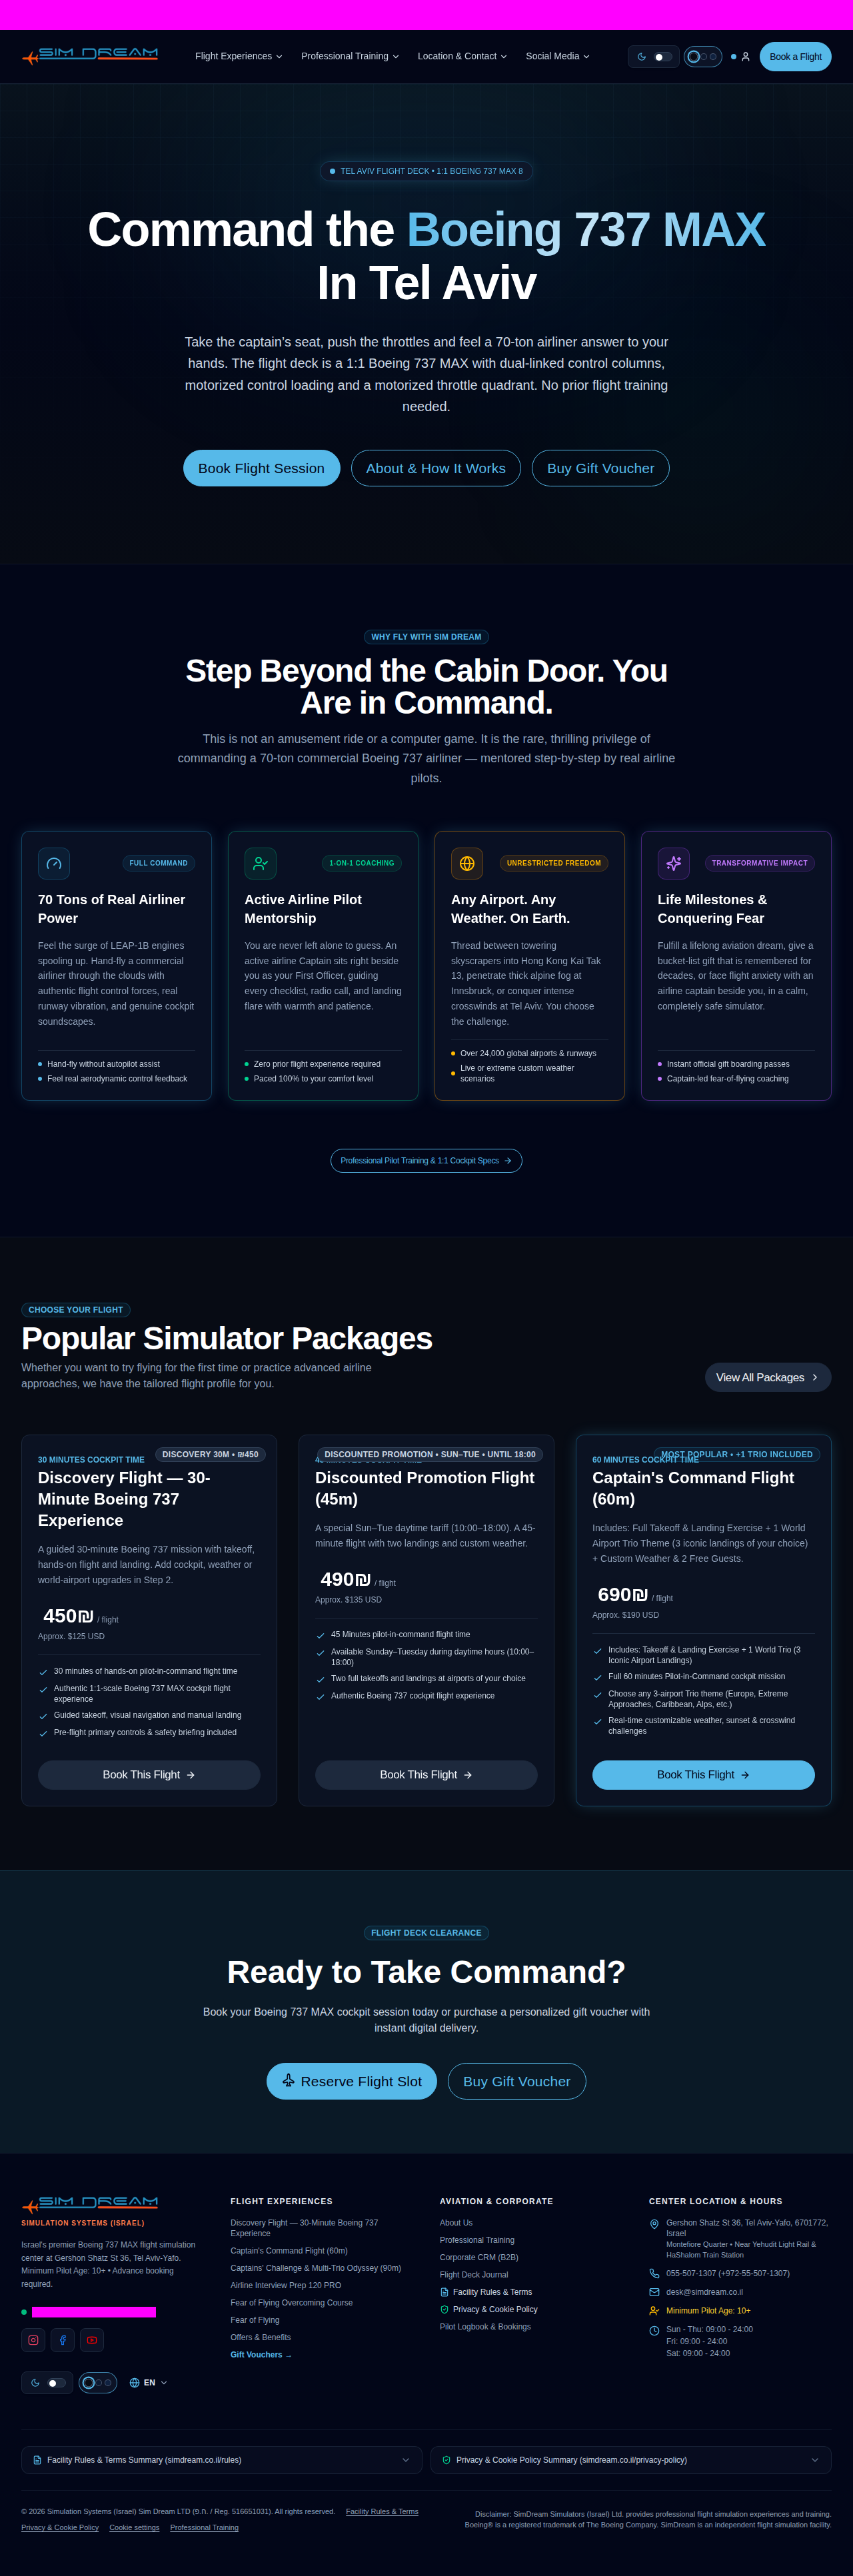 SIM DREAM
Flight Experiences
Professional Training
Location & Contact
Social Media
Book a Flight
TEL AVIV FLIGHT DECK • 1:1 BOEING 737 MAX 8
Command the Boeing 737 MAX
In Tel Aviv
Take the captain's seat, push the throttles and feel a 70-ton airliner answer to your
hands. The flight deck is a 1:1 Boeing 737 MAX with dual-linked control columns,
motorized control loading and a motorized throttle quadrant. No prior flight training
needed.
Book Flight Session
About & How It Works
Buy Gift Voucher
WHY FLY WITH SIM DREAM
Step Beyond the Cabin Door. You
Are in Command.
This is not an amusement ride or a computer game. It is the rare, thrilling privilege of
commanding a 70-ton commercial Boeing 737 airliner — mentored step-by-step by real airline
pilots.
FULL COMMAND
70 Tons of Real Airliner
Power
Feel the surge of LEAP-1B engines
spooling up. Hand-fly a commercial
airliner through the clouds with
authentic flight control forces, real
runway vibration, and genuine cockpit
soundscapes.
Hand-fly without autopilot assist
Feel real aerodynamic control feedback
1-ON-1 COACHING
Active Airline Pilot
Mentorship
You are never left alone to guess. An
active airline Captain sits right beside
you as your First Officer, guiding
every checklist, radio call, and landing
flare with warmth and patience.
Zero prior flight experience required
Paced 100% to your comfort level
UNRESTRICTED FREEDOM
Any Airport. Any
Weather. On Earth.
Thread between towering
skyscrapers into Hong Kong Kai Tak
13, penetrate thick alpine fog at
Innsbruck, or conquer intense
crosswinds at Tel Aviv. You choose
the challenge.
Over 24,000 global airports & runways
Live or extreme custom weather
scenarios
TRANSFORMATIVE IMPACT
Life Milestones &
Conquering Fear
Fulfill a lifelong aviation dream, give a
bucket-list gift that is remembered for
decades, or face flight anxiety with an
airline captain beside you, in a calm,
completely safe simulator.
Instant official gift boarding passes
Captain-led fear-of-flying coaching
Professional Pilot Training & 1:1 Cockpit Specs
CHOOSE YOUR FLIGHT
Popular Simulator Packages
Whether you want to try flying for the first time or practice advanced airline
approaches, we have the tailored flight profile for you.
View All Packages
DISCOVERY 30M • ₪450
30 MINUTES COCKPIT TIME
Discovery Flight — 30-
Minute Boeing 737
Experience
A guided 30-minute Boeing 737 mission with takeoff,
hands-on flight and landing. Add cockpit, weather or
world-airport upgrades in Step 2.
450₪ / flight
Approx. $125 USD
30 minutes of hands-on pilot-in-command flight time
Authentic 1:1-scale Boeing 737 MAX cockpit flight
experience
Guided takeoff, visual navigation and manual landing
Pre-flight primary controls & safety briefing included
Book This Flight
DISCOUNTED PROMOTION • SUN–TUE • UNTIL 18:00
Discounted Promotion Flight
(45m)
A special Sun–Tue daytime tariff (10:00–18:00). A 45-
minute flight with two landings and custom weather.
490₪ / flight
Approx. $135 USD
45 Minutes pilot-in-command flight time
Available Sunday–Tuesday during daytime hours (10:00–
18:00)
Two full takeoffs and landings at airports of your choice
Authentic Boeing 737 cockpit flight experience
Book This Flight
MOST POPULAR • +1 TRIO INCLUDED
60 MINUTES COCKPIT TIME
Captain's Command Flight
(60m)
Includes: Full Takeoff & Landing Exercise + 1 World
Airport Trio Theme (3 iconic landings of your choice)
+ Custom Weather & 2 Free Guests.
690₪ / flight
Approx. $190 USD
Includes: Takeoff & Landing Exercise + 1 World Trio (3
Iconic Airport Landings)
Full 60 minutes Pilot-in-Command cockpit mission
Choose any 3-airport Trio theme (Europe, Extreme
Approaches, Caribbean, Alps, etc.)
Real-time customizable weather, sunset & crosswind
challenges
Book This Flight
FLIGHT DECK CLEARANCE
Ready to Take Command?
Book your Boeing 737 MAX cockpit session today or purchase a personalized gift voucher with
instant digital delivery.
Reserve Flight Slot
Buy Gift Voucher
SIM DREAM
SIMULATION SYSTEMS (ISRAEL)
Israel's premier Boeing 737 MAX flight simulation
center at Gershon Shatz St 36, Tel Aviv-Yafo.
Minimum Pilot Age: 10+ • Advance booking
required.
EN
FLIGHT EXPERIENCES
Discovery Flight — 30-Minute Boeing 737
Experience
Captain's Command Flight (60m)
Captains' Challenge & Multi-Trio Odyssey (90m)
Airline Interview Prep 120 PRO
Fear of Flying Overcoming Course
Fear of Flying
Offers & Benefits
Gift Vouchers →
AVIATION & CORPORATE
About Us
Professional Training
Corporate CRM (B2B)
Flight Deck Journal
Facility Rules & Terms
Privacy & Cookie Policy
Pilot Logbook & Bookings
CENTER LOCATION & HOURS
Gershon Shatz St 36, Tel Aviv-Yafo, 6701772,
Israel
Montefiore Quarter • Near Yehudit Light Rail &
HaShalom Train Station
055-507-1307 (+972-55-507-1307)
desk@simdream.co.il
Minimum Pilot Age: 10+
Sun - Thu: 09:00 - 24:00
Fri: 09:00 - 24:00
Sat: 09:00 - 24:00
Facility Rules & Terms Summary (simdream.co.il/rules)
Privacy & Cookie Policy Summary (simdream.co.il/privacy-policy)
© 2026 Simulation Systems (Israel) Sim Dream LTD (ח.פ. / Reg. 516651031). All rights reserved.
Facility Rules & Terms
Privacy & Cookie Policy
Cookie settings
Professional Training
Disclaimer: SimDream Simulators (Israel) Ltd. provides professional flight simulation experiences and training.
Boeing® is a registered trademark of The Boeing Company. SimDream is an independent flight simulation facility.